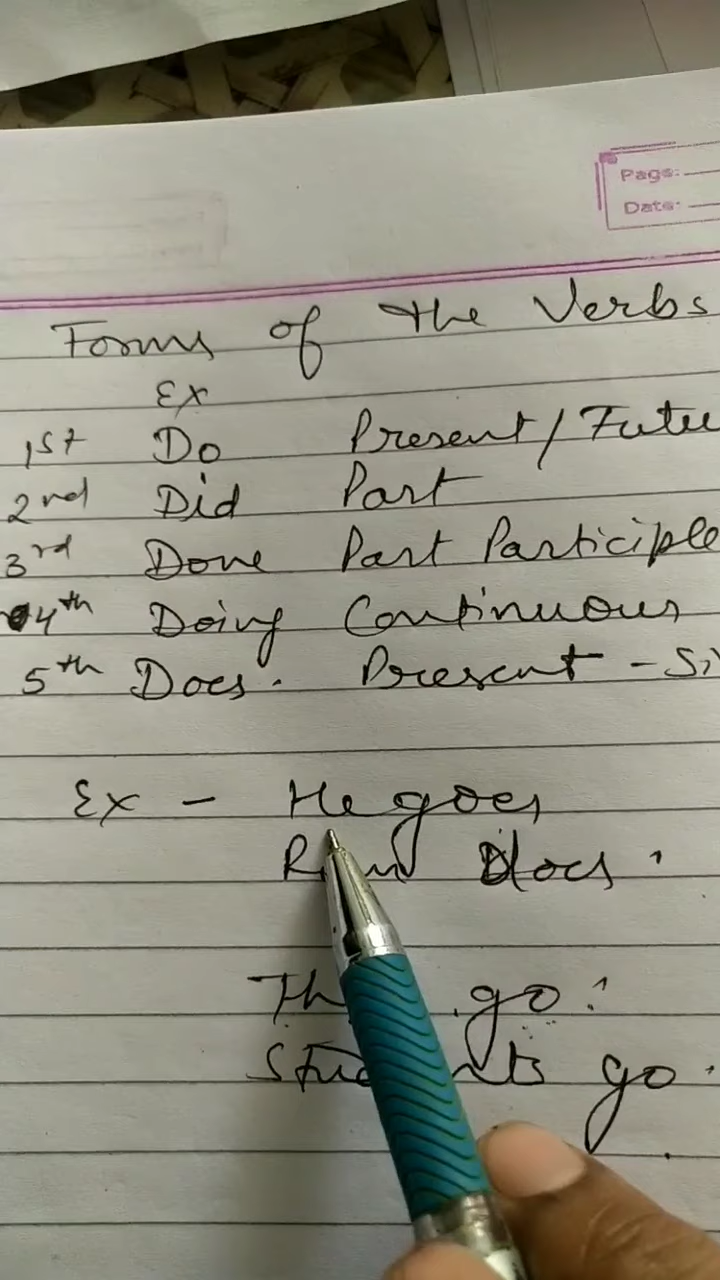 Page:
Date:
Forms of the Verbs
Ex
1st Do Present/Futu
2nd Did Past
3rd Done Past Participle
4th Doing Continuous
5th Does. Present - Si
Ex - He goes
does.
go.
Students go.